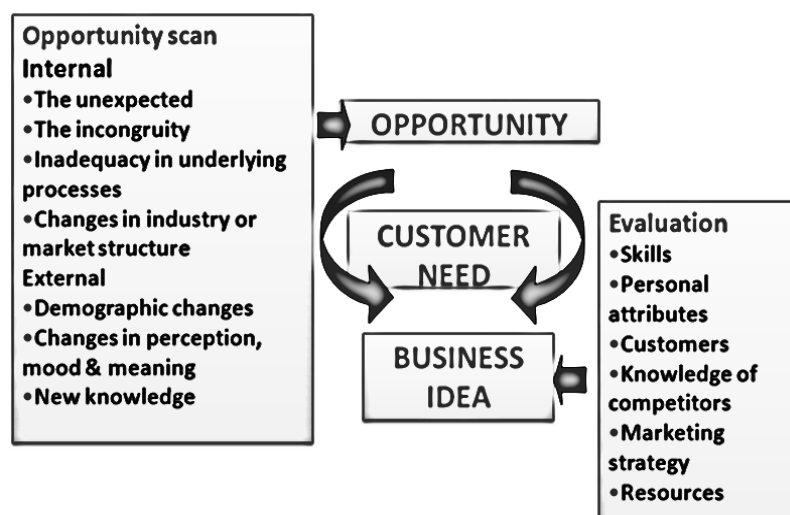 Opportunity scan
Internal
•The unexpected
•The incongruity
•Inadequacy in underlying
processes
•Changes in industry or
market structure
External
•Demographic changes
•Changes in perception,
mood & meaning
•New knowledge
OPPORTUNITY
CUSTOMER
NEED
BUSINESS
IDEA
Evaluation
•Skills
•Personal
attributes
•Customers
•Knowledge of
competitors
•Marketing
strategy
•Resources